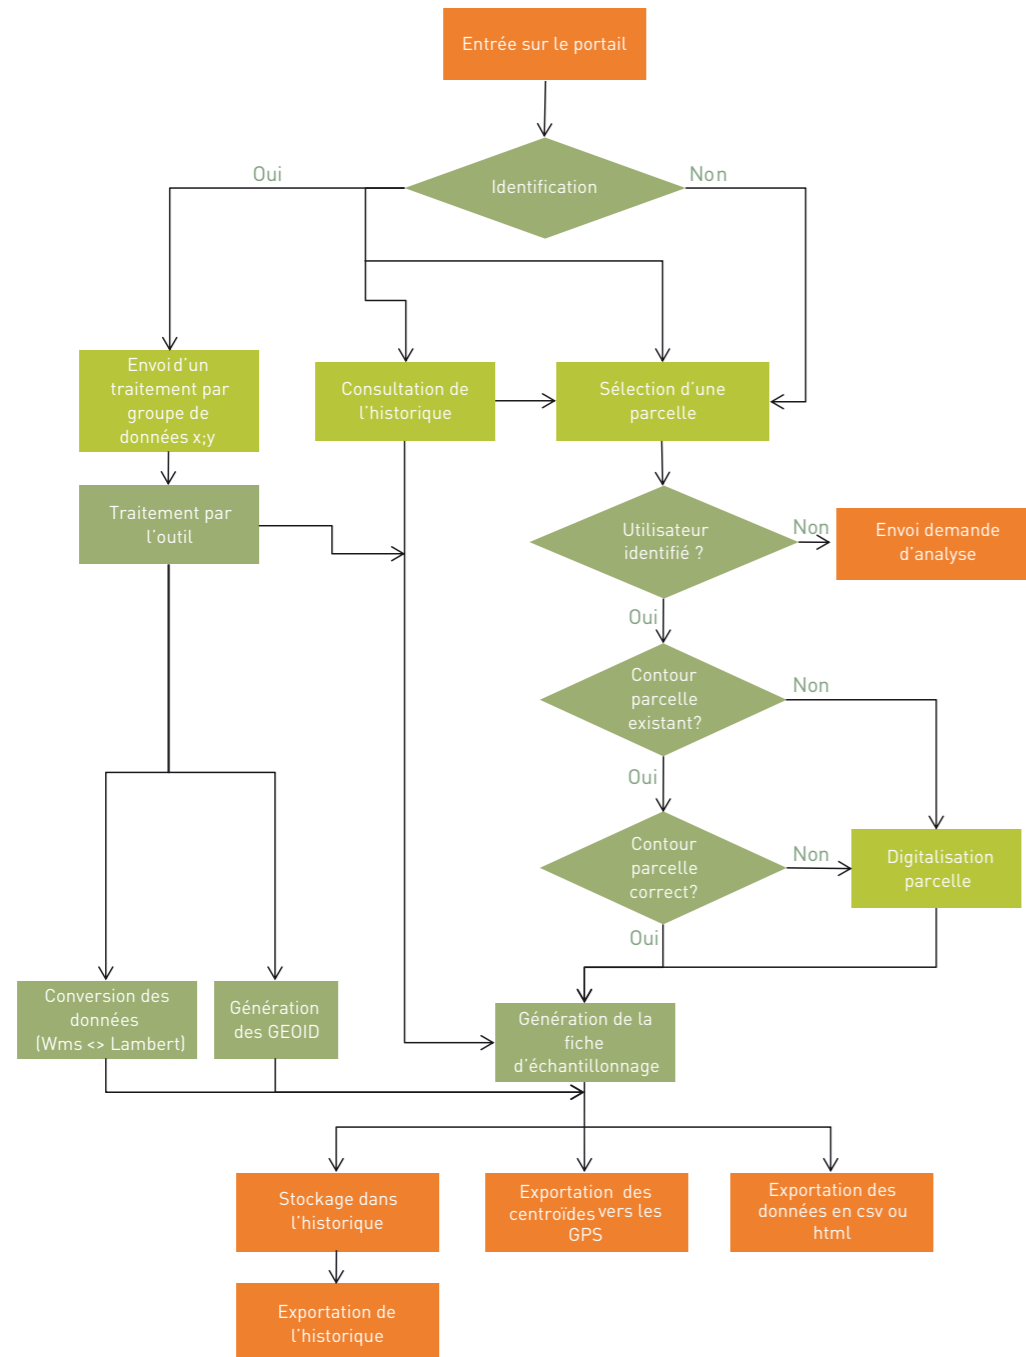 Entrée sur le portail
Identification
Oui
Non
Envoi d'un
traitement par
groupe de
données x;y
Consultation de
l'historique
Sélection d'une
parcelle
Traitement par
l'outil
Utilisateur
identifié ?
Non
Envoi demande
d'analyse
Oui
Contour
parcelle
existant?
Non
Oui
Contour
parcelle
correct?
Non
Digitalisation
parcelle
Oui
Conversion des
données
(Wms <> Lambert)
Génération
des GEOID
Génération de la
fiche
d'échantillonnage
Stockage dans
l'historique
Exportation des
centroïdes vers les
GPS
Exportation des
données en csv ou
html
Exportation de
l'historique